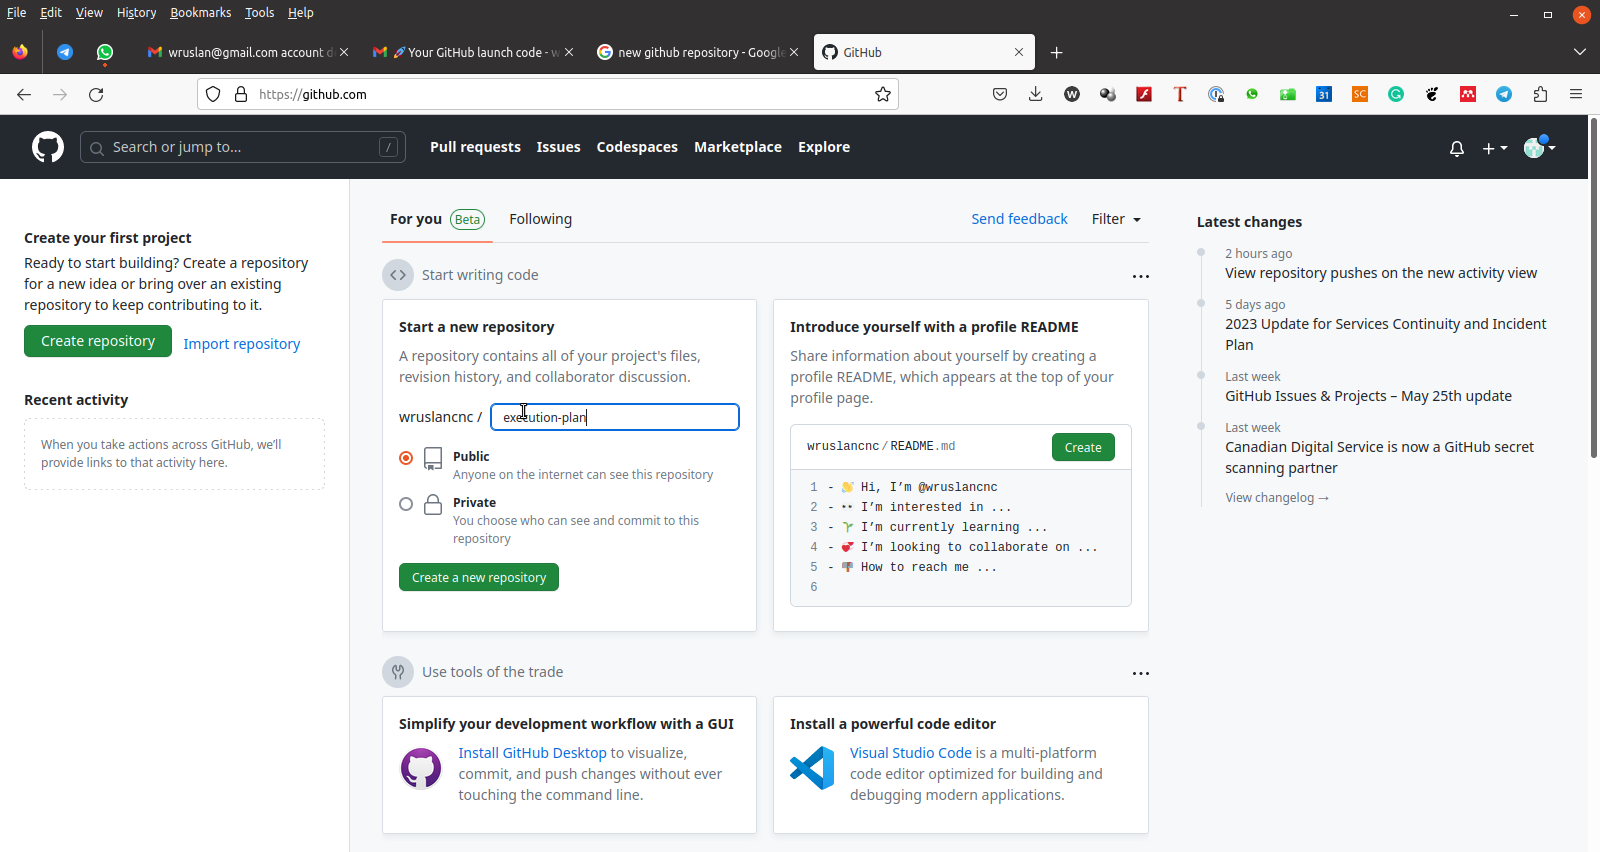 File Edit View History Bookmarks Tools Help
wruslan@gmail.com account d
🚀Your GitHub launch code - w
new github repository - Google
GitHub
https://github.com
Search or jump to... /
Pull requests Issues Codespaces Marketplace Explore
Create your first project
Ready to start building? Create a repository
for a new idea or bring over an existing
repository to keep contributing to it.
Create repository Import repository
Recent activity
When you take actions across GitHub, we'll
provide links to that activity here.
For you Beta Following Send feedback Filter
Start writing code
Start a new repository
A repository contains all of your project's files,
revision history, and collaborator discussion.
wruslancnc / execution-plan
Public
Anyone on the internet can see this repository
Private
You choose who can see and commit to this
repository
Create a new repository
Introduce yourself with a profile README
Share information about yourself by creating a
profile README, which appears at the top of your
profile page.
wruslancnc/README.md Create
1 - 👋 Hi, I'm @wruslancnc
2 - 👀 I'm interested in ...
3 - 🌱 I'm currently learning ...
4 - 💞️ I'm looking to collaborate on ...
5 - 📫 How to reach me ...
6
Use tools of the trade
Simplify your development workflow with a GUI
Install GitHub Desktop to visualize,
commit, and push changes without ever
touching the command line.
Install a powerful code editor
Visual Studio Code is a multi-platform
code editor optimized for building and
debugging modern applications.
Latest changes
2 hours ago
View repository pushes on the new activity view
5 days ago
2023 Update for Services Continuity and Incident
Plan
Last week
GitHub Issues & Projects – May 25th update
Last week
Canadian Digital Service is now a GitHub secret
scanning partner
View changelog →